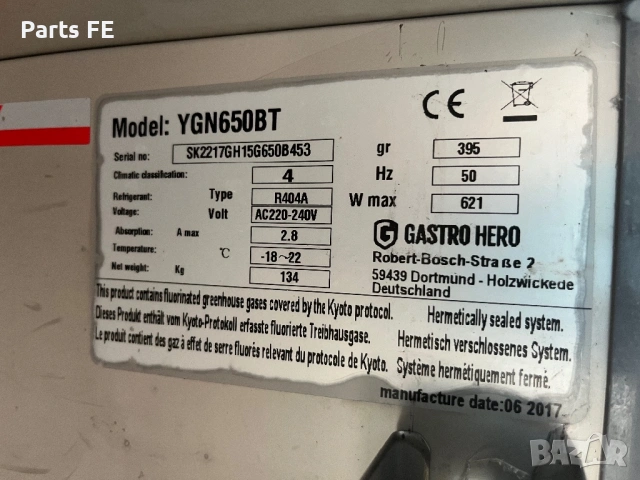 Parts FE
Model: YGN650BT
Serial no: SK2217GH15G650B453
Climatic classification: 4
Refrigerant: Type R404A
Voltage: Volt AC220-240V
Absorption: A max 2.8
Temperature: ℃ -18~22
Net weight: Kg 134
gr 395
Hz 50
W max 621
GASTRO HERO
Robert-Bosch-Straße 2
59439 Dortmund - Holzwickede
Deutschland
This product contains fluorinated greenhouse gases covered by the Kyoto protocol. Hermetically sealed system.
Dieses Produkt enthält vom Kyoto-Protokoll erfasste fluorierte Treibhausgase. Hermetisch verschlossenes System.
Le produit contient des gaz à effet de serre fluorés relevant du protocole de Kyoto. Système hermétiquement fermé.
manufacture date:06 2017
BAZAR